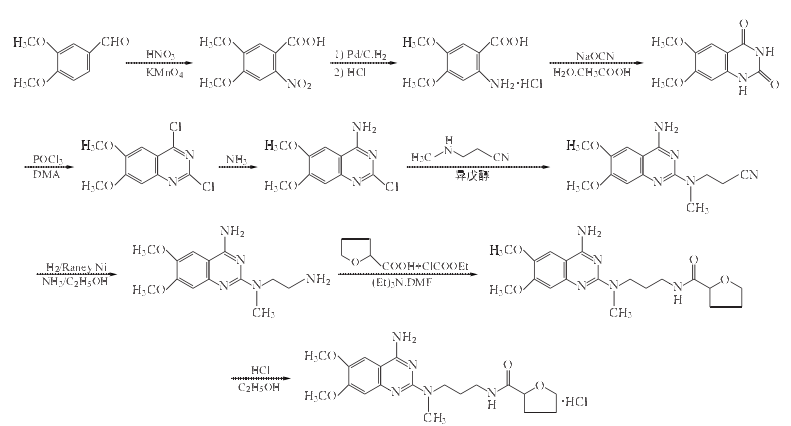 H₃CO CHO HNO₃ H₃CO COOH 1) Pd/C.H₂ H₃CO COOH NaOCN H₃CO O NH
H₃CO KMnO₄ H₃CO NO₂ 2) HCl H₃CO NH₂·HCl H₂O.CH₃COOH H₃CO N H O
POCl₃ H₃CO Cl N NH₃ H₃CO NH₂ N H₃C H N CN H₃CO NH₂ N
DMA H₃CO N Cl H₃CO N Cl 异戊醇 H₃CO N N CN
CH₃
H₂/Raney Ni H₃CO NH₂ N O COOH+ClCOOEt H₃CO NH₂ N O
NH₃/C₂H₅OH H₃CO N N NH₂ (Et)₃N.DMF H₃CO N N N H O
CH₃ CH₃
HCl H₃CO NH₂ N O
C₂H₅OH H₃CO N N N H O ·HCl
CH₃